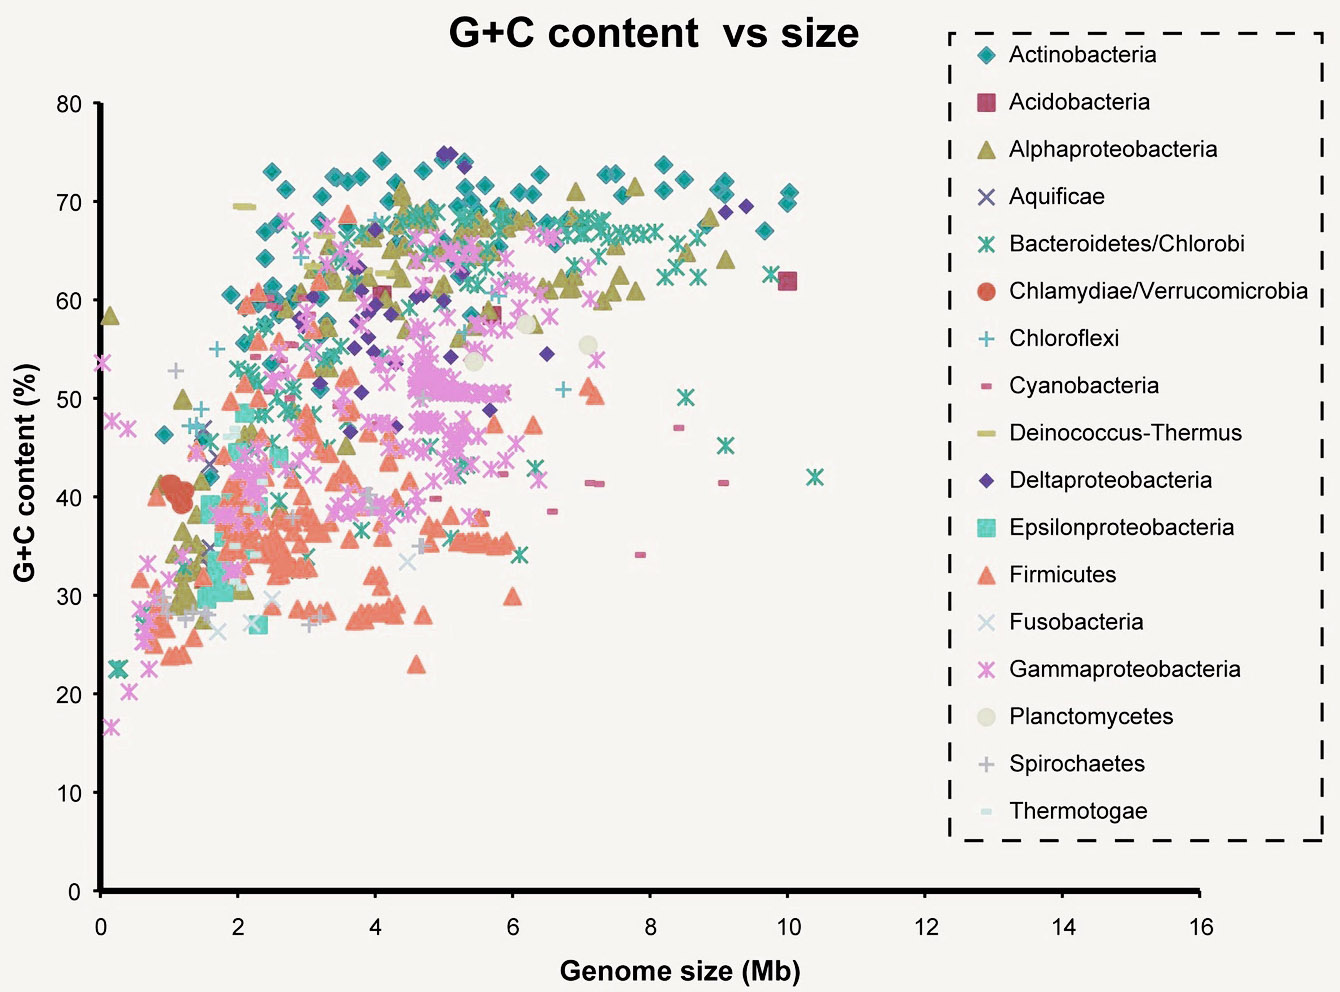 G+C content vs size
Actinobacteria
Acidobacteria
Alphaproteobacteria
Aquificae
Bacteroidetes/Chlorobi
Chlamydiae/Verrucomicrobia
Chloroflexi
Cyanobacteria
Deinococcus-Thermus
Deltaproteobacteria
Epsilonproteobacteria
Firmicutes
Fusobacteria
Gammaproteobacteria
Planctomycetes
Spirochaetes
Thermotogae
G+C content (%)
80
70
60
50
40
30
20
10
0
0 2 4 6 8 10 12 14 16
Genome size (Mb)